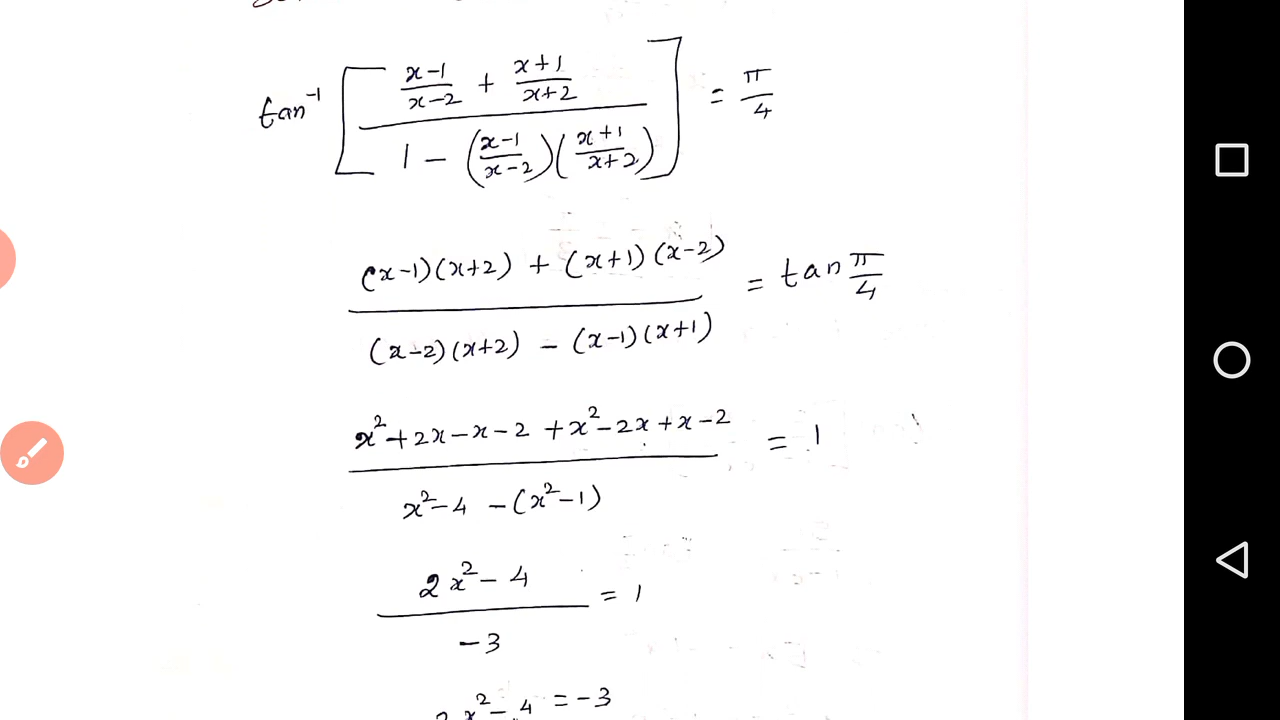 tan⁻¹ [ (x-1)/(x-2) + (x+1)/(x+2) / 1 - ((x-1)/(x-2)) ((x+1)/(x+2)) ] = π/4
(x-1)(x+2) + (x+1)(x-2) / (x-2)(x+2) - (x-1)(x+1) = tan π/4
x² + 2x - x - 2 + x² - 2x + x - 2 / x² - 4 - (x² - 1) = 1
2x² - 4 / -3 = 1
2x² - 4 = -3